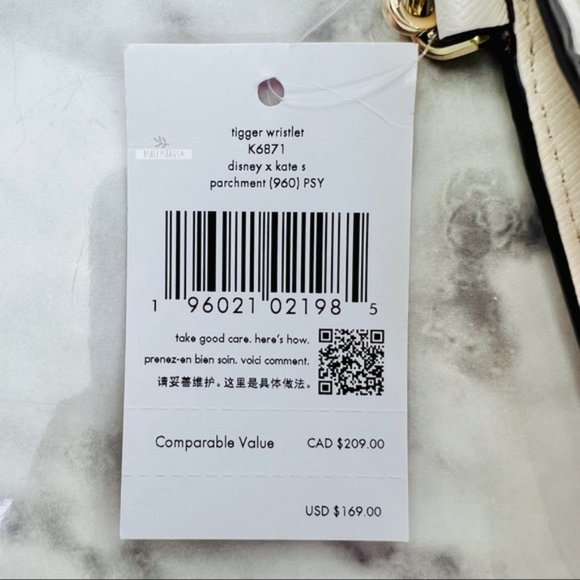 tigger wristlet
K6871
disney x kate s
parchment (960) PSY
1 96021 02198 5
take good care. here's how.
prenez-en bien soin. voici comment.
请妥善维护。这里是具体做法。
Comparable Value CAD $209.00
USD $169.00